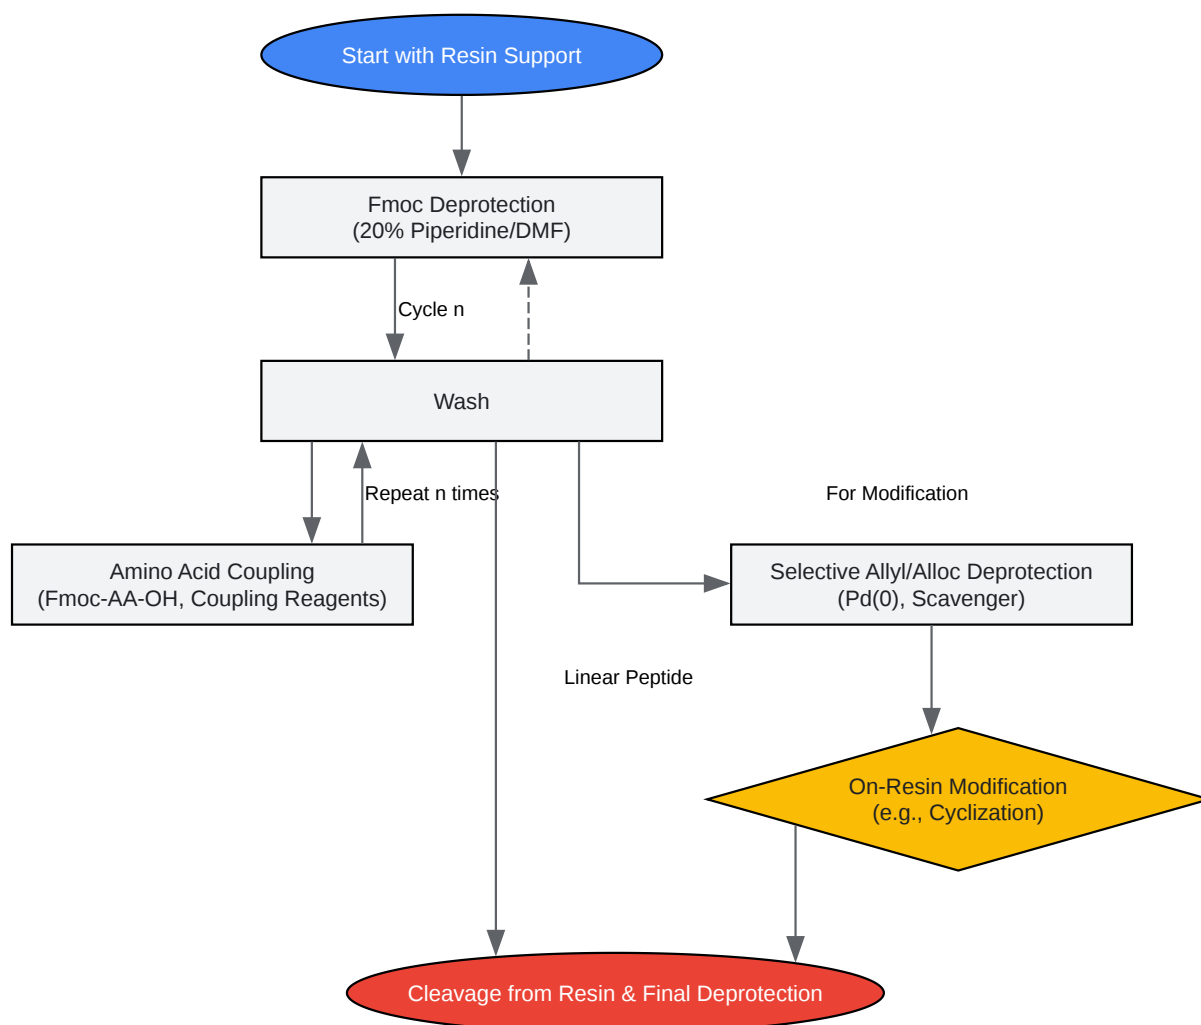 Start with Resin Support
Fmoc Deprotection
(20% Piperidine/DMF)
Cycle n
Wash
Repeat n times
For Modification
Amino Acid Coupling
(Fmoc-AA-OH, Coupling Reagents)
Selective Allyl/Alloc Deprotection
(Pd(0), Scavenger)
Linear Peptide
On-Resin Modification
(e.g., Cyclization)
Cleavage from Resin & Final Deprotection